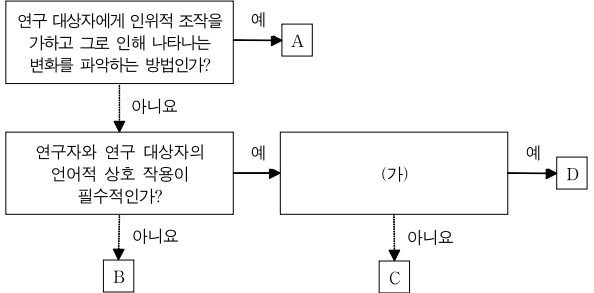 연구 대상자에게 인위적 조작을
가하고 그로 인해 나타나는
변화를 파악하는 방법인가?
예
A
아니요
연구자와 연구 대상자의
언어적 상호 작용이
필수적인가?
예
(가)
예
D
아니요
B
아니요
C